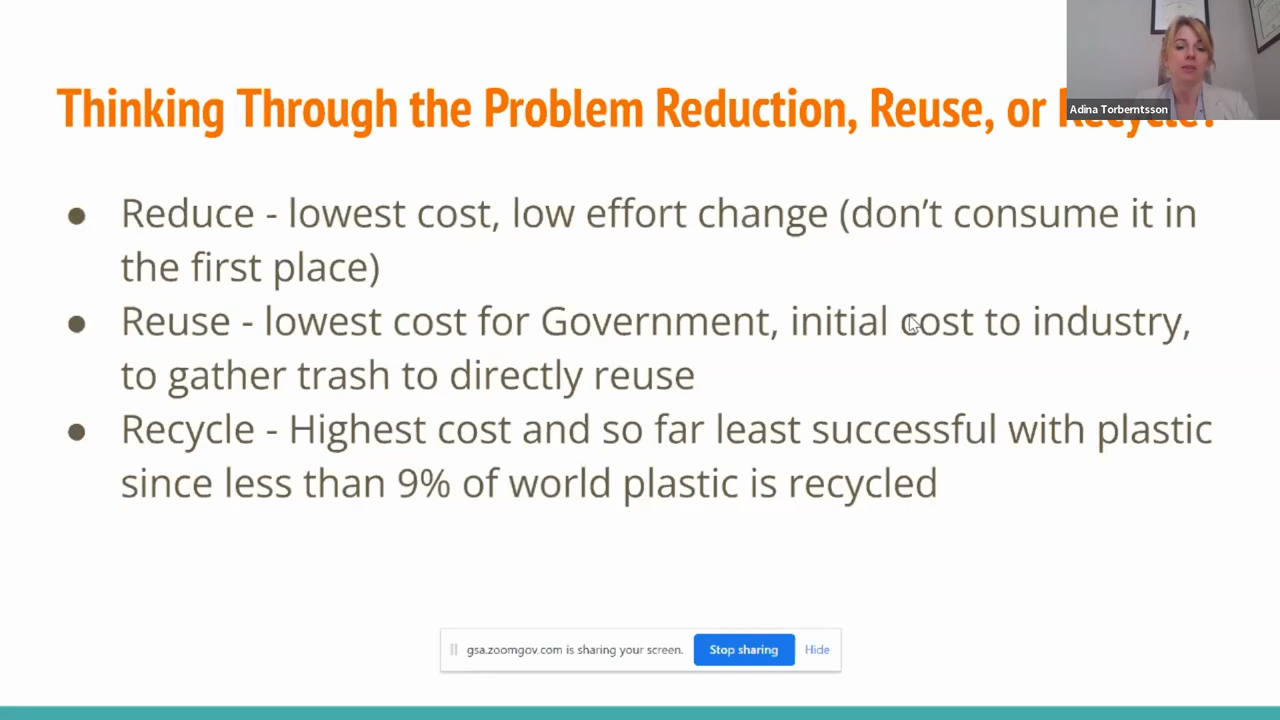 Thinking Through the Problem Reduction, Reuse, or Recycle?
Adina Torberntsson
● Reduce - lowest cost, low effort change (don’t consume it in
the first place)
● Reuse - lowest cost for Government, initial cost to industry,
to gather trash to directly reuse
● Recycle - Highest cost and so far least successful with plastic
since less than 9% of world plastic is recycled
gsa.zoomgov.com is sharing your screen. Stop sharing Hide